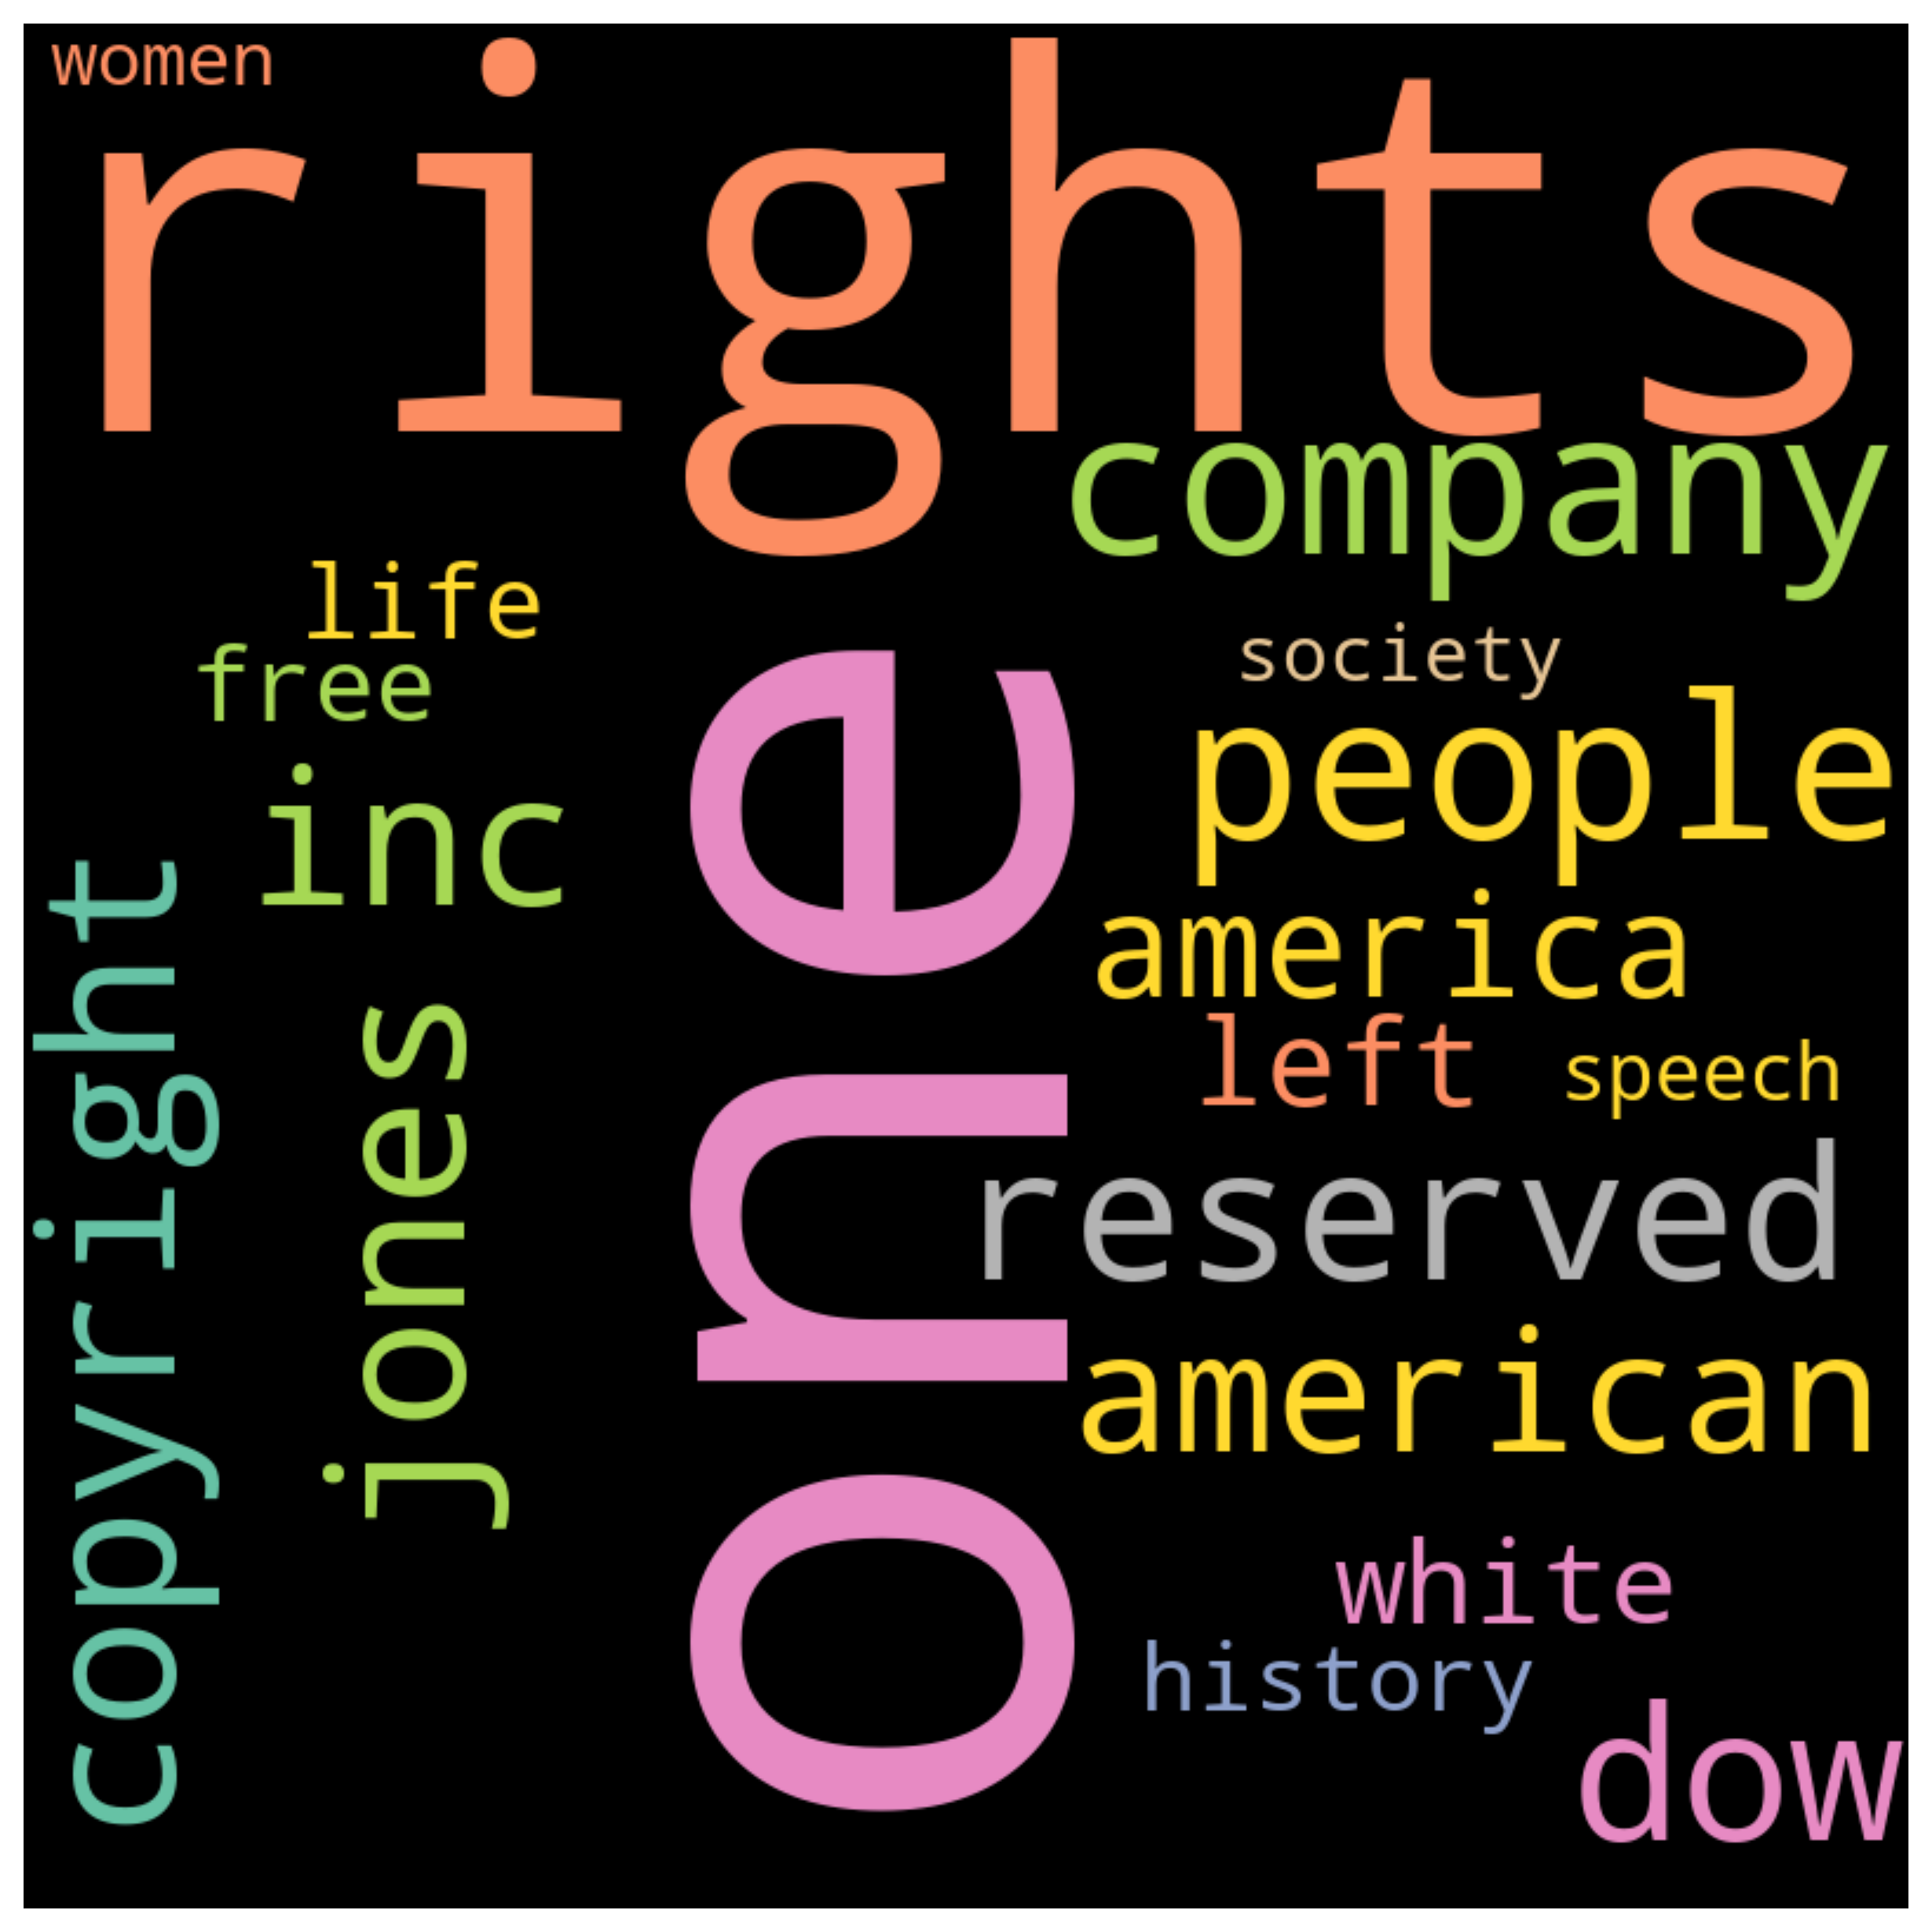 women
rights
company
life
society
free
people
inc
one
copyright
america
jones
left
speech
reserved
american
white
history
dow